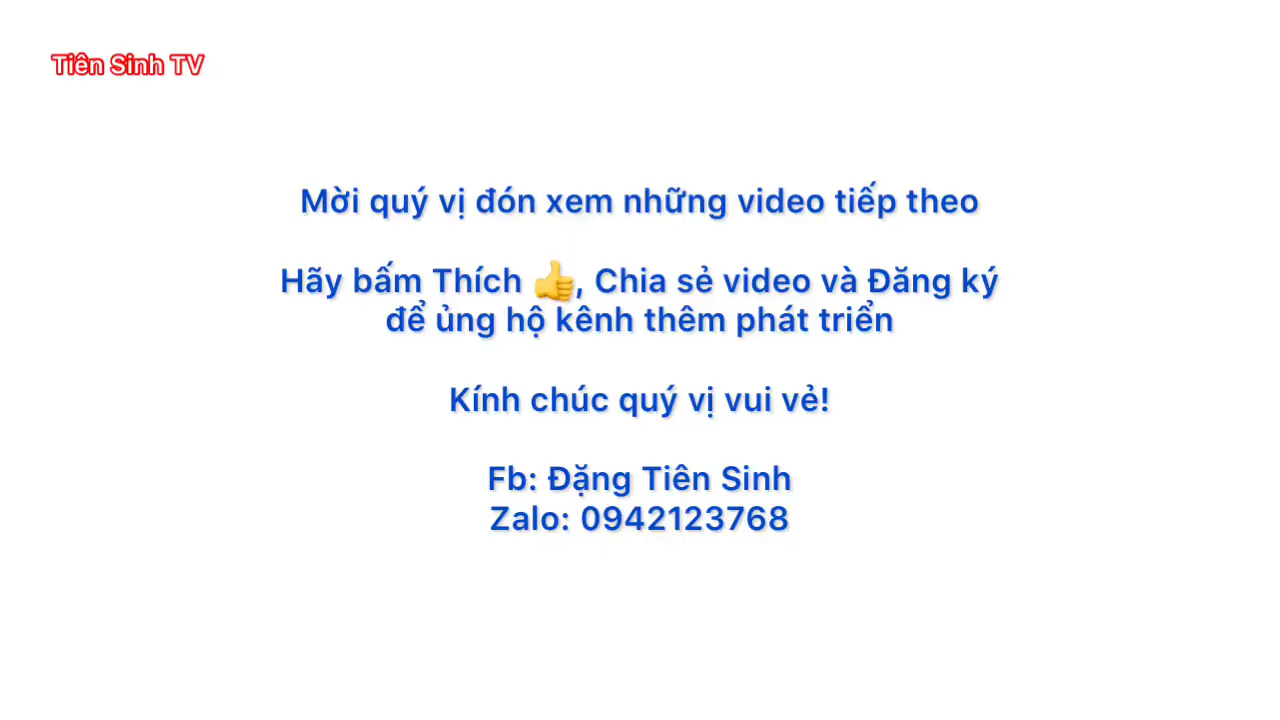 Tiên Sinh TV
Mời quý vị đón xem những video tiếp theo
Hãy bấm Thích 👍, Chia sẻ video và Đăng ký
để ủng hộ kênh thêm phát triển
Kính chúc quý vị vui vẻ!
Fb: Đặng Tiên Sinh
Zalo: 0942123768